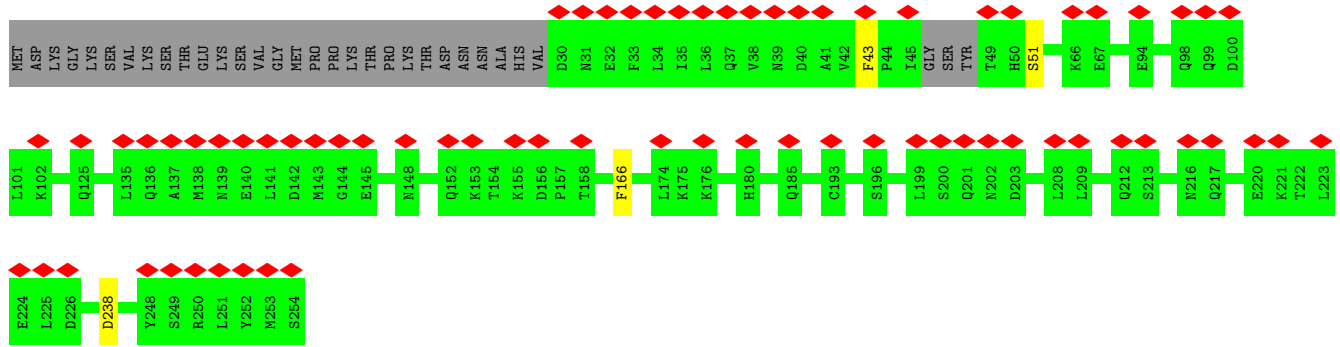 MET ASP LYS GLY LYS SER VAL LYS SER THR GLU LYS SER VAL GLY MET PRO PRO LYS THR PRO LYS THR ASP ASN ASN ALA HIS VAL D30 N31 E32 F33 L34 I35 L36 Q37 V38 N39 D40 A41 V42 F43 P44 I45 GLY SER TYR T49 H50 S51 K66 E67 E94 Q98 Q99 D100
L101 K102 Q125 L135 Q136 A137 M138 N139 E140 L141 D142 M143 G144 E145 N148 Q152 K153 T154 K155 D156 P157 T158 F166 L174 K175 K176 H180 Q185 C193 S196 L199 S200 Q201 N202 D203 L208 L209 Q212 S213 N216 Q217 E220 K221 T222 L223
E224 L225 D226 D238 Y248 S249 R250 L251 Y252 M253 S254